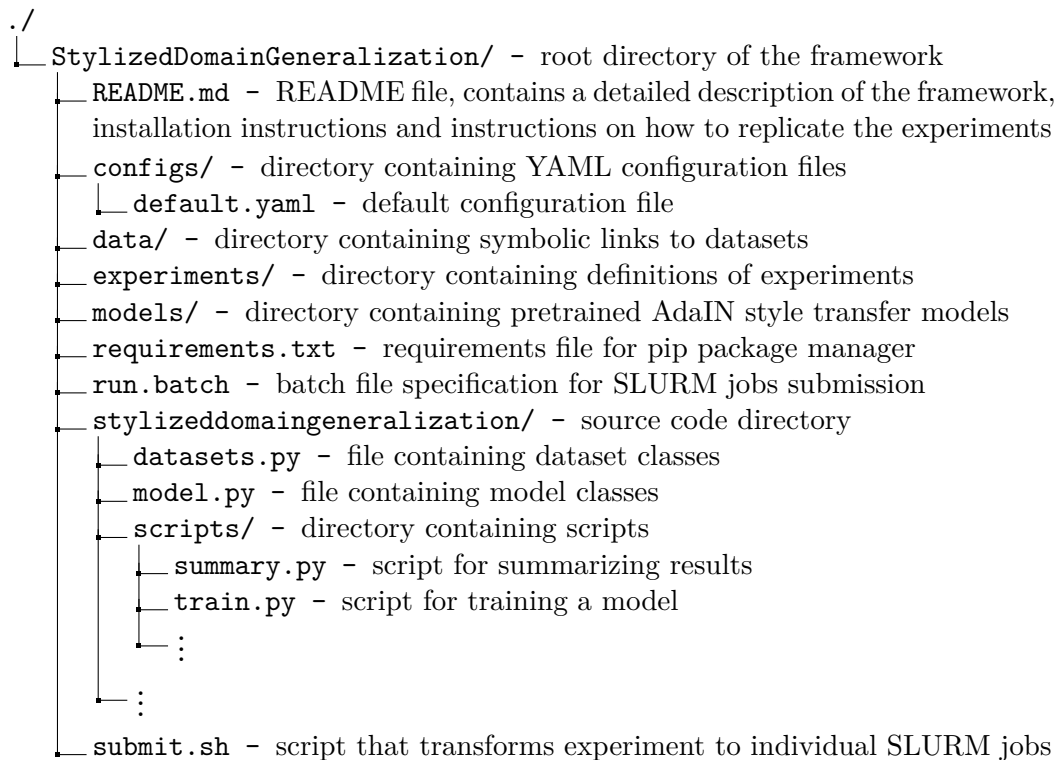 ./
StylizedDomainGeneralization/ – root directory of the framework
README.md – README file, contains a detailed description of the framework,
installation instructions and instructions on how to replicate the experiments
configs/ – directory containing YAML configuration files
default.yaml – default configuration file
data/ – directory containing symbolic links to datasets
experiments/ – directory containing definitions of experiments
models/ – directory containing pretrained AdaIN style transfer models
requirements.txt – requirements file for pip package manager
run.batch – batch file specification for SLURM jobs submission
stylizeddomaingeneralization/ – source code directory
datasets.py – file containing dataset classes
model.py – file containing model classes
scripts/ – directory containing scripts
summary.py – script for summarizing results
train.py – script for training a model
⋮
⋮
submit.sh – script that transforms experiment to individual SLURM jobs